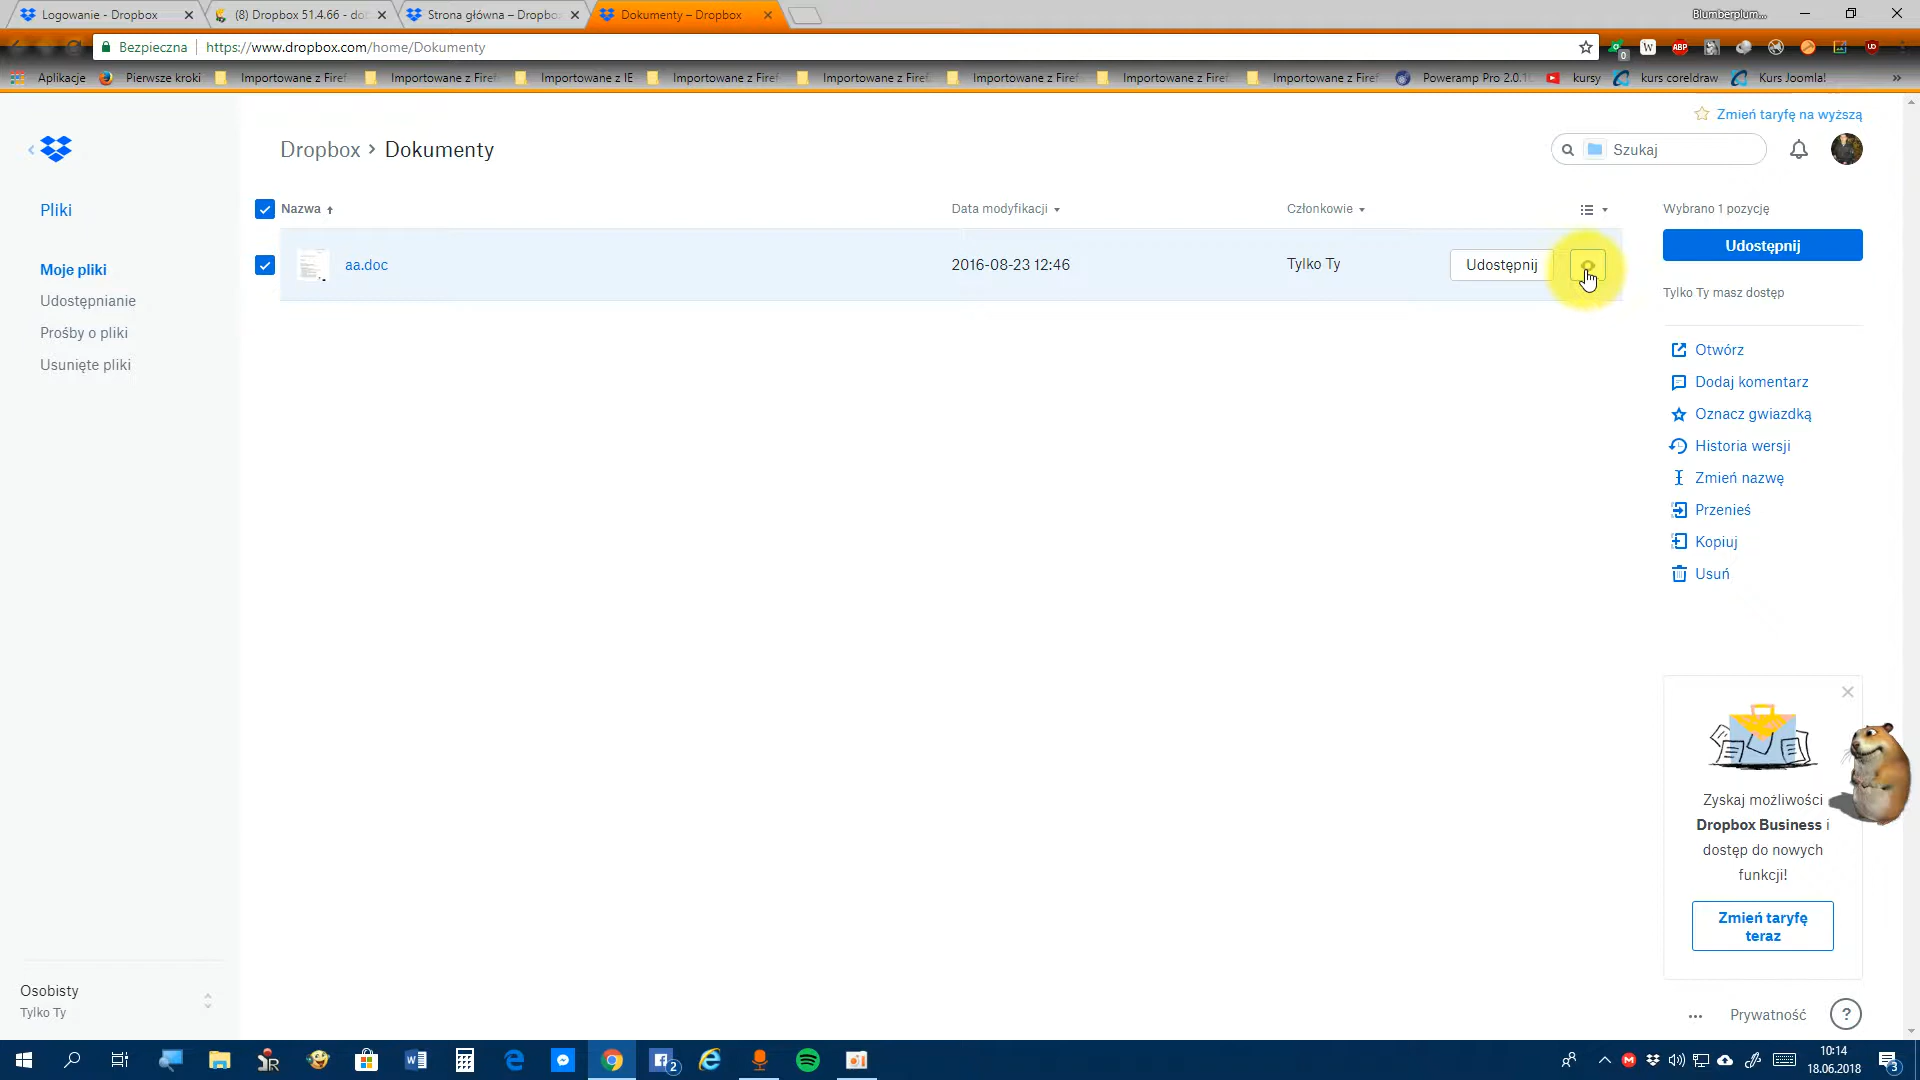 Logowanie - Dropbox
(8) Dropbox 51.4.66 - dob
Strona główna – Dropbo
Dokumenty – Dropbox
Blumberplum...
Bezpieczna
https://www.dropbox.com/home/Dokumenty
Aplikacje
Pierwsze kroki
Importowane z Firef
Importowane z Firef
Importowane z IE
Importowane z Firef
Importowane z Firef
Importowane z Firef
Importowane z Firef
Importowane z Firef
Poweramp Pro 2.0.10
kursy
kurs coreldraw
Kurs Joomla!
»
Zmień taryfę na wyższą
Dropbox › Dokumenty
Szukaj
Pliki
Moje pliki
Udostępnianie
Prośby o pliki
Usunięte pliki
Nazwa
Data modyfikacji
Członkowie
aa.doc
2016-08-23 12:46
Tylko Ty
Udostępnij
Wybrano 1 pozycję
Udostępnij
Tylko Ty masz dostęp
Otwórz
Dodaj komentarz
Oznacz gwiazdką
Historia wersji
Zmień nazwę
Przenieś
Kopiuj
Usuń
Zyskaj możliwości
Dropbox Business i
dostęp do nowych
funkcji!
Zmień taryfę
teraz
Osobisty
Tylko Ty
...
Prywatność
?
10:14
18.06.2018